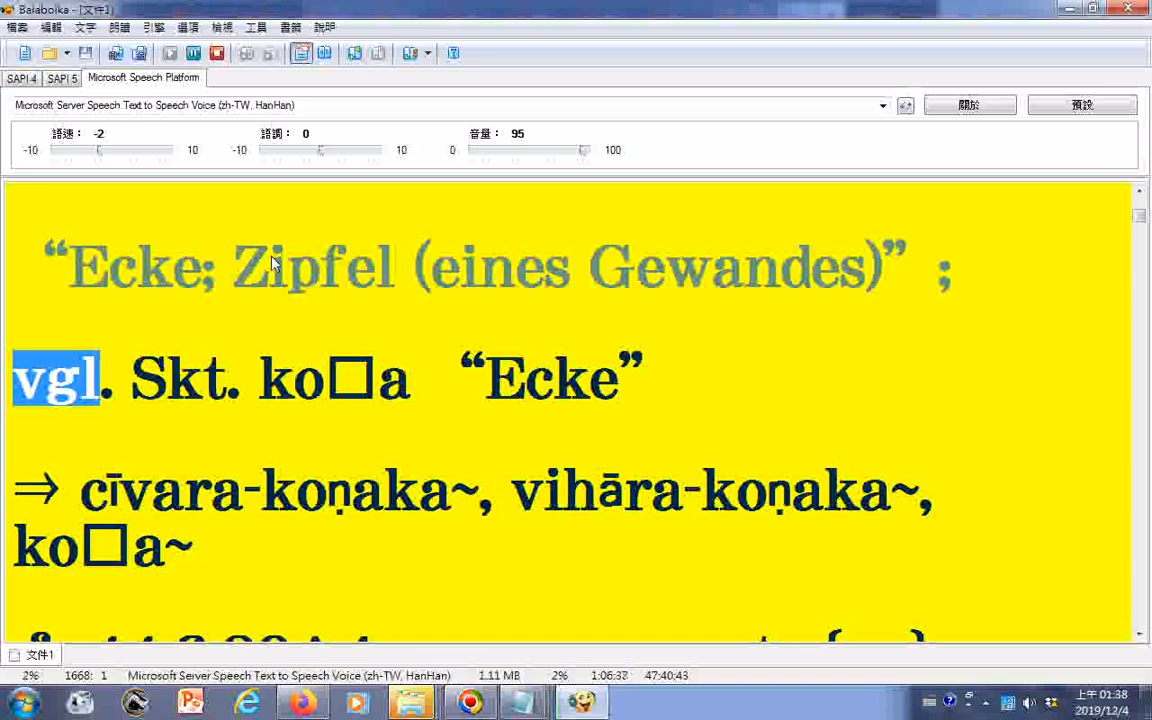 Balabolka - [文件1]
檔案 編輯 文字 朗讀 引擎 選項 檢視 工具 書籤 說明
SAPI 4 SAPI 5 Microsoft Speech Platform
Microsoft Server Speech Text to Speech Voice (zh-TW, HanHan) 關於 預設
語速： -2 語調： 0 音量： 95
-10 10 -10 10 0 100
“Ecke; Zipfel (eines Gewandes)” ;
vgl. Skt. ko□a “Ecke”
⇒ cīvara-koṇaka~, vihāra-koṇaka~,
ko□a~
文件1
2% 1668: 1 Microsoft Server Speech Text to Speech Voice (zh-TW, HanHan) 1.11 MB 2% 1:06:37 47:40:43
上午 01:38
2019/12/4